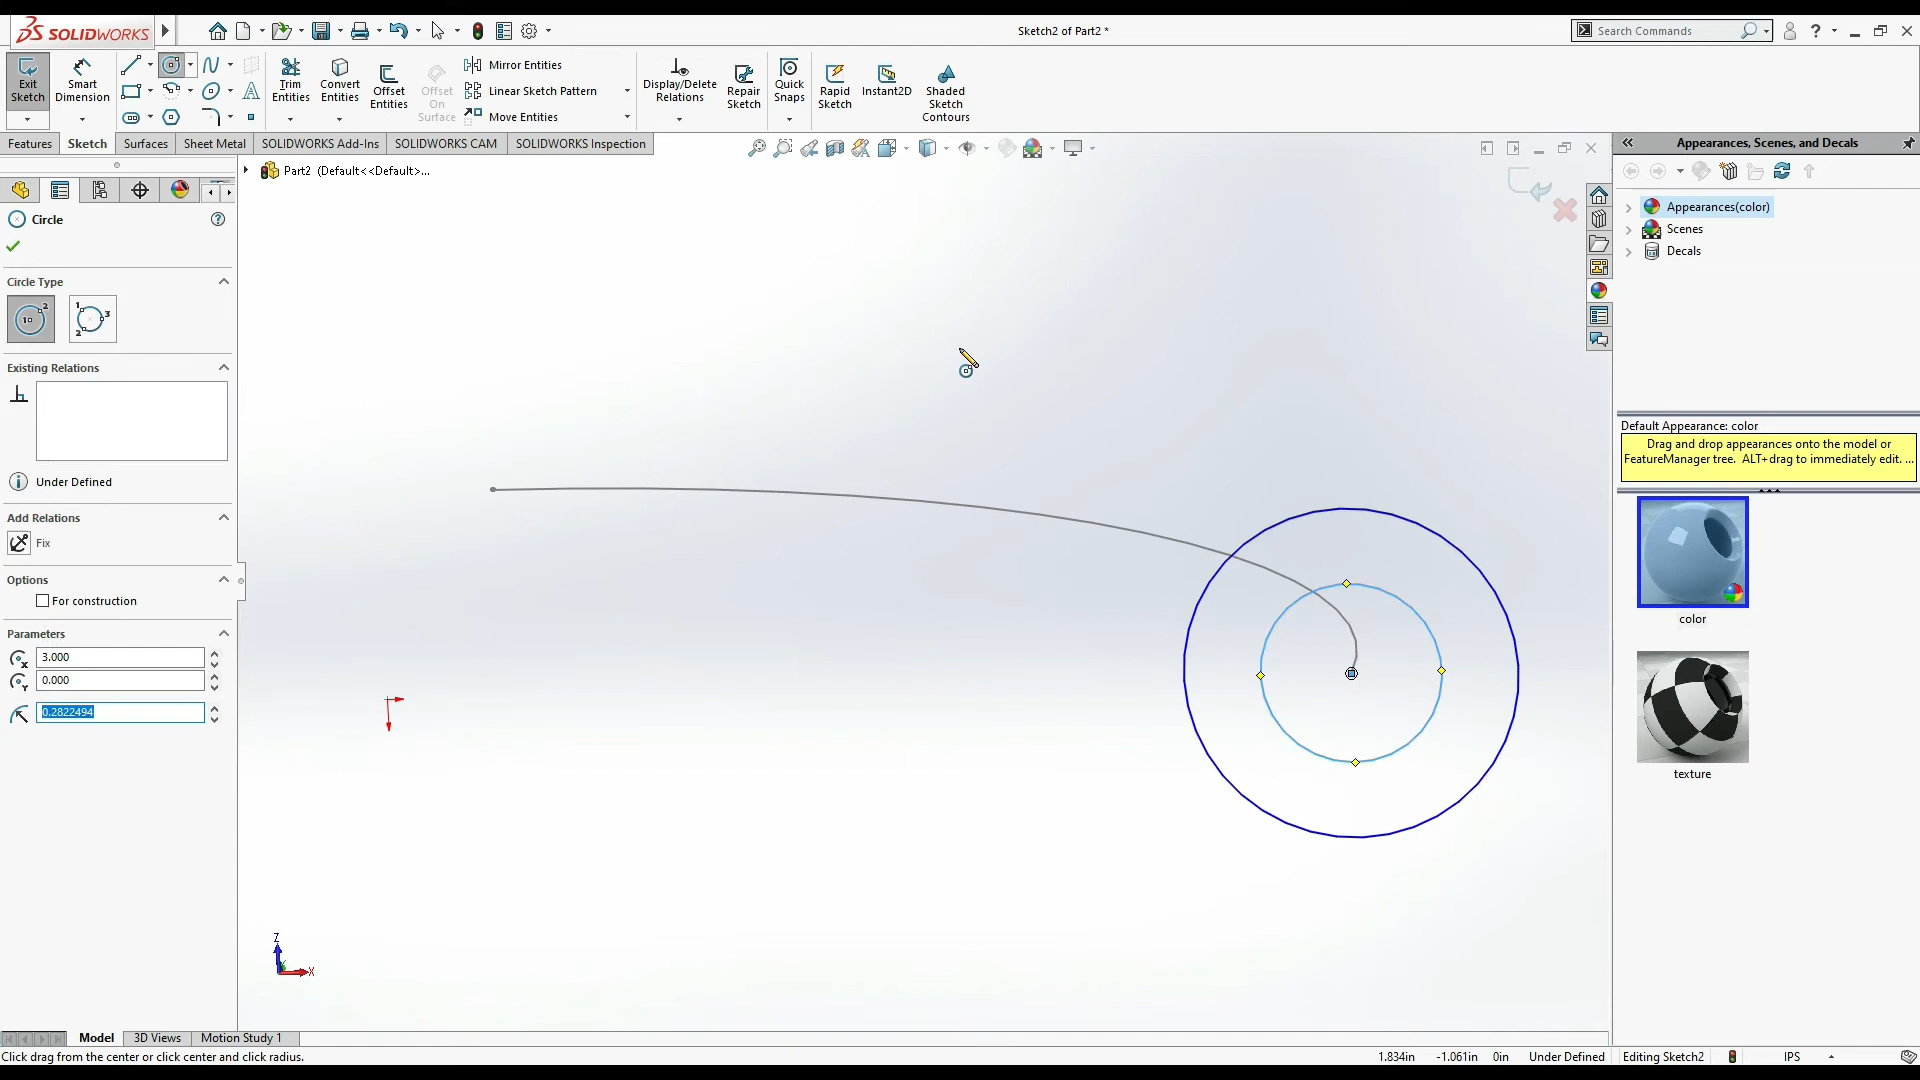 SOLIDWORKS
Sketch2 of Part2 *
Search Commands
Exit Sketch
Smart Dimension
Trim Entities
Convert Entities
Offset Entities
Offset On Surface
Mirror Entities
Linear Sketch Pattern
Move Entities
Display/Delete Relations
Repair Sketch
Quick Snaps
Rapid Sketch
Instant2D
Shaded Sketch Contours
Features
Sketch
Surfaces
Sheet Metal
SOLIDWORKS Add-Ins
SOLIDWORKS CAM
SOLIDWORKS Inspection
Part2 (Default<<Default>...
Circle
Circle Type
Existing Relations
Under Defined
Add Relations
Fix
Options
For construction
Parameters
3.000
0.000
0.2822494
Z
X
Appearances, Scenes, and Decals
Appearances(color)
Scenes
Decals
Default Appearance: color
Drag and drop appearances onto the model or
FeatureManager tree. ALT+drag to immediately edit. ...
color
texture
Model
3D Views
Motion Study 1
Click drag from the center or click center and click radius.
1.834in
-1.061in
0in
Under Defined
Editing Sketch2
IPS